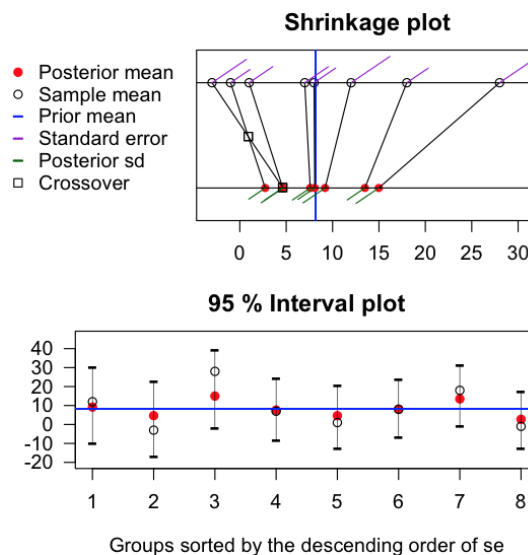 Shrinkage plot
Posterior mean
Sample mean
Prior mean
Standard error
Posterior sd
Crossover
0 5 10 15 20 25 30
95 % Interval plot
40
30
20
10
0
-20
1 2 3 4 5 6 7 8
Groups sorted by the descending order of se